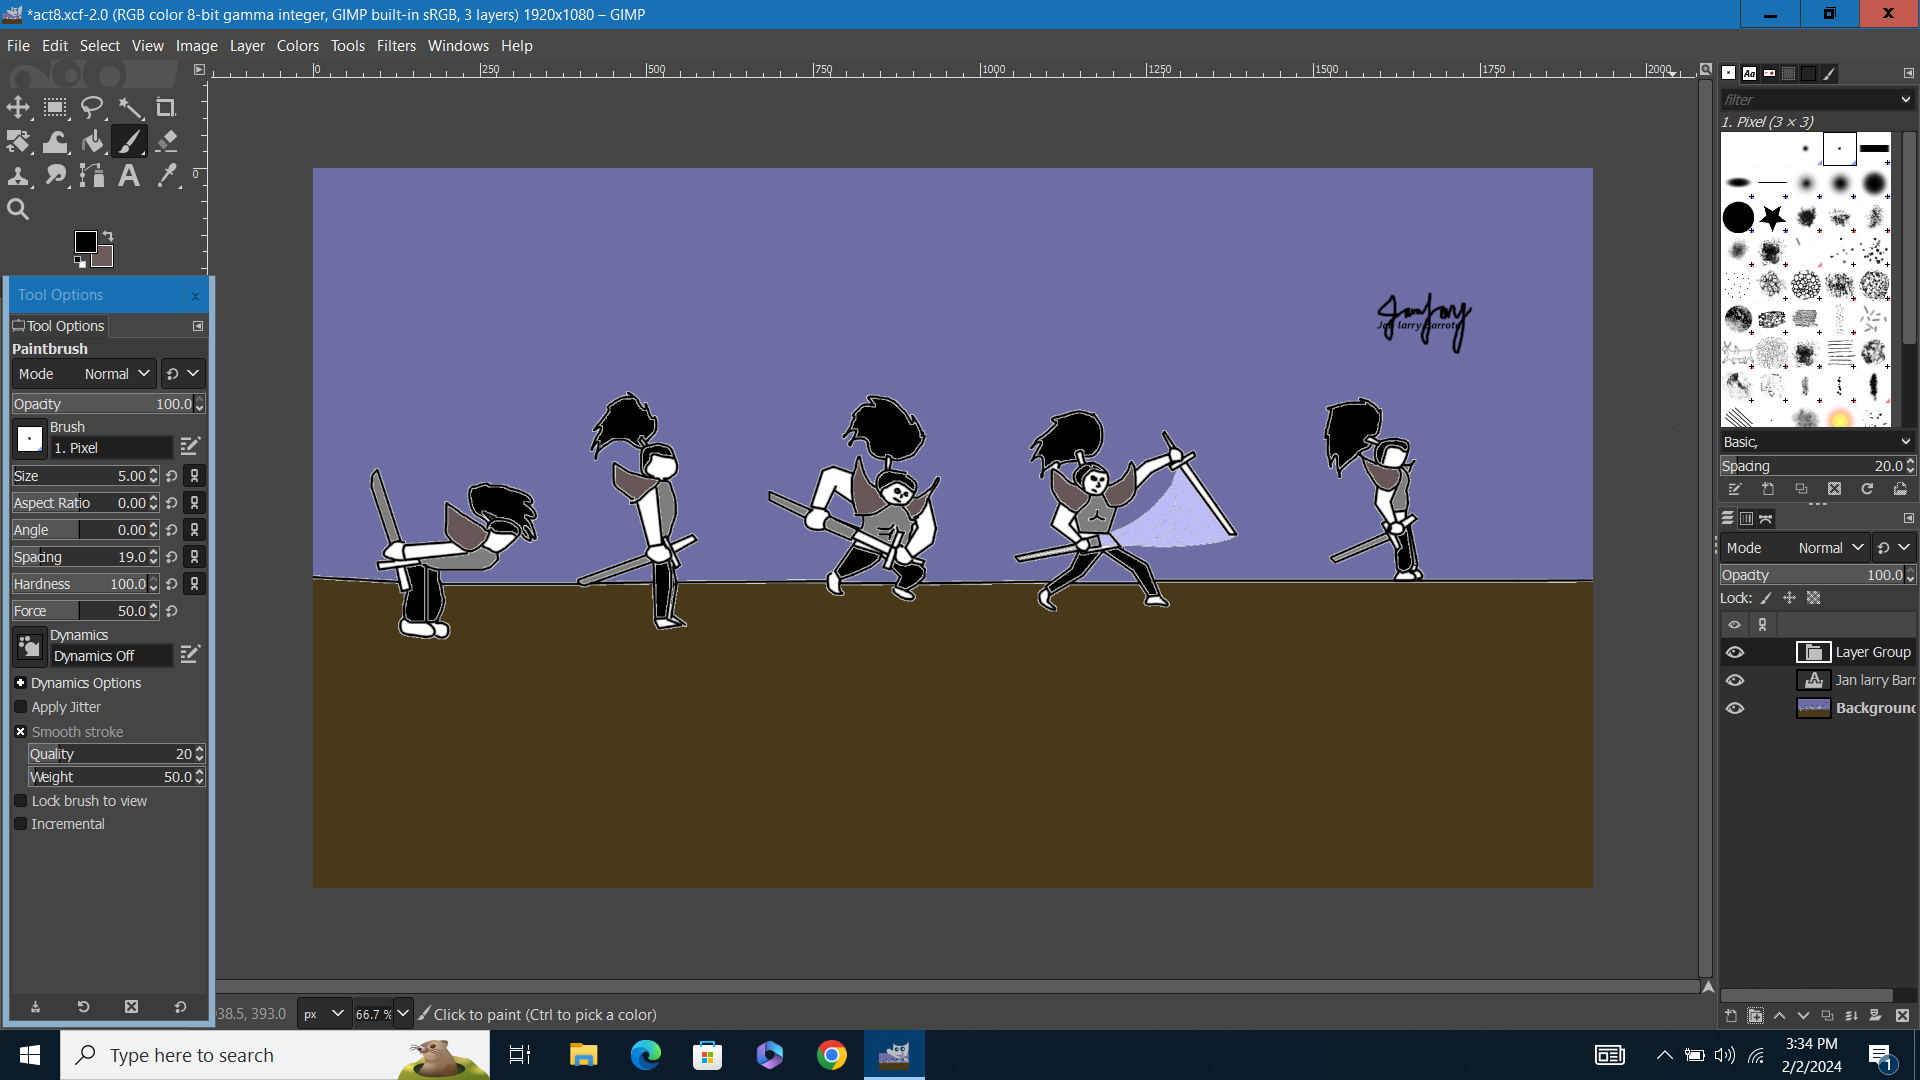 *act8.xcf-2.0 (RGB color 8-bit gamma integer, GIMP built-in sRGB, 3 layers) 1920x1080 – GIMP
File Edit Select View Image Layer Colors Tools Filters Windows Help
0 250 500 750 1000 1250 1500 1750 2000
0
Tool Options
Tool Options
Paintbrush
Mode Normal
Opacity 100.0
Brush
1. Pixel
Size 5.00
Aspect Ratio 0.00
Angle 0.00
Spacing 19.0
Hardness 100.0
Force 50.0
Dynamics
Dynamics Off
Dynamics Options
Apply Jitter
Smooth stroke
Quality 20
Weight 50.0
Lock brush to view
Incremental
Jan larry Barrote
filter
1. Pixel (3 × 3)
Basic,
Spacing 20.0
Mode Normal
Opacity 100.0
Lock:
Layer Group
Jan larry Barr
Background
38.5, 393.0 px 66.7 % Click to paint (Ctrl to pick a color)
Type here to search
3:34 PM
2/2/2024
1